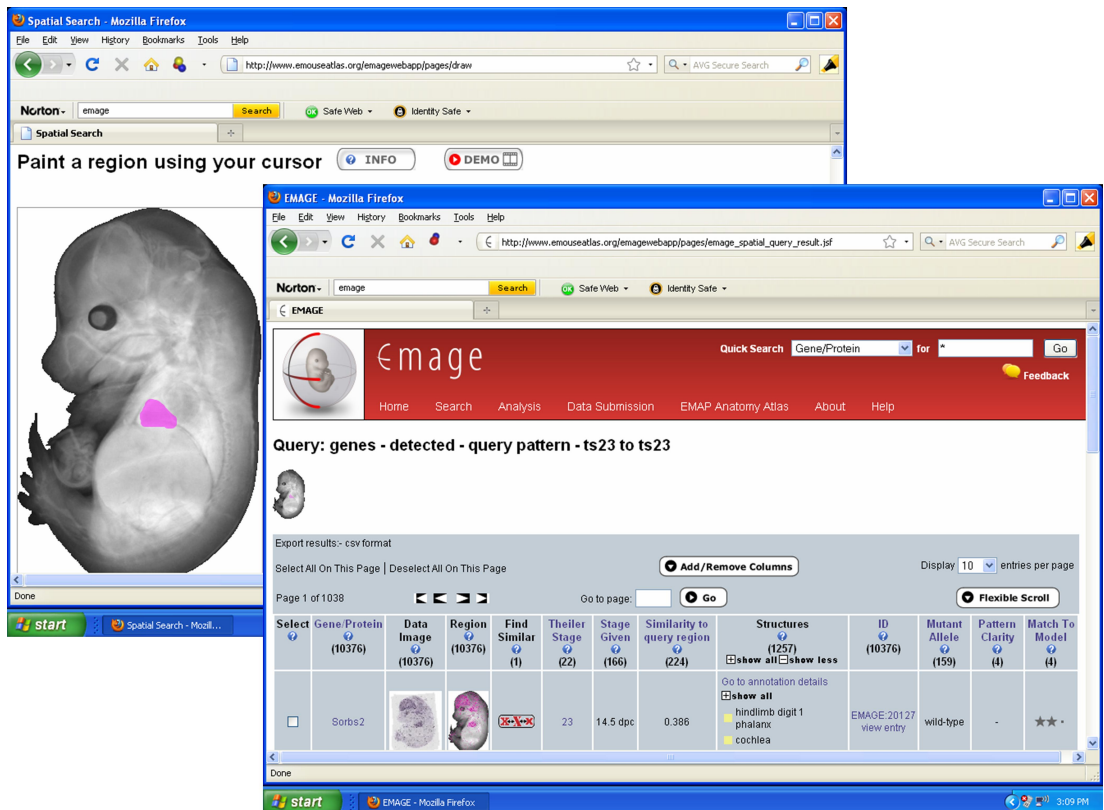 Spatial Search - Mozilla Firefox
File Edit View History Bookmarks Tools Help
http://www.emouseatlas.org/emagewebapp/pages/draw
AVG Secure Search
Norton emage Search OK Safe Web Identity Safe
Spatial Search
Paint a region using your cursor
INFO
DEMO
Done
start
Spatial Search - Mozill...
EMAGE - Mozilla Firefox
File Edit View History Bookmarks Tools Help
http://www.emouseatlas.org/emagewebapp/pages/emage_spatial_query_result.jsf
AVG Secure Search
Norton emage Search OK Safe Web Identity Safe
EMAGE
Emage
Quick Search Gene/Protein for * Go
Feedback
Home Search Analysis Data Submission EMAP Anatomy Atlas About Help
Query: genes - detected - query pattern - ts23 to ts23
Export results:- csv format
Select All On This Page | Deselect All On This Page
Add/Remove Columns
Display 10 entries per page
Page 1 of 1038
Go to page: Go
Flexible Scroll
Select ?
Gene/Protein ? (10376)
Data Image ? (10376)
Region ? (10376)
Find Similar ? (1)
Theiler Stage ? (22)
Stage Given ? (166)
Similarity to query region ? (224)
Structures ? (1257) show all show less
ID ? (10376)
Mutant Allele ? (159)
Pattern Clarity ? (4)
Match To Model ? (4)
Sorbs2
X X X
23
14.5 dpc
0.386
Go to annotation details
show all
hindlimb digit 1
phalanx
cochlea
EMAGE:20127
view entry
wild-type
-
Done
start
EMAGE - Mozilla Firefox
3:09 PM